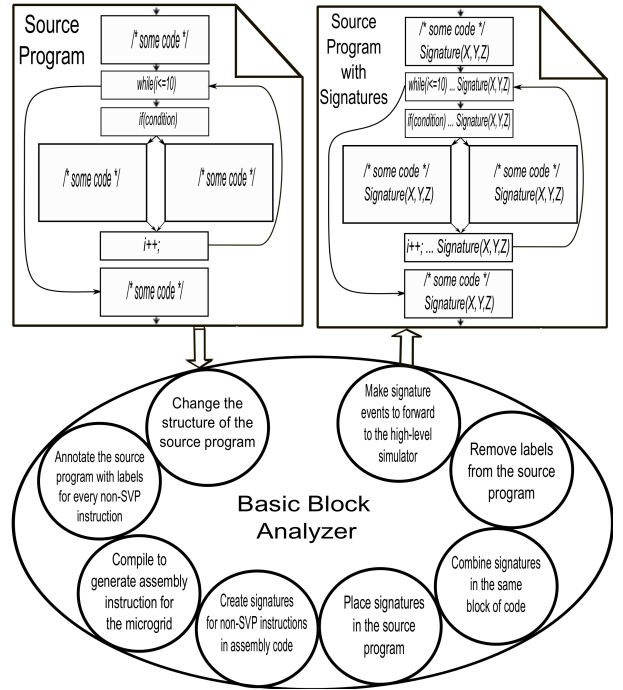 Source
Program
/* some code */
while(i<=10)
if(condition)
/* some code */
/* some code */
i++;
/* some code */
Source
Program
with
Signatures
/* some code */
Signature(X,Y,Z)
while(i<=10) ... Signature(X,Y,Z)
if(condition) ... Signature(X,Y,Z)
/* some code */
Signature(X,Y,Z)
/* some code */
Signature(X,Y,Z)
i++; ... Signature(X,Y,Z)
/* some code */
Signature(X,Y,Z)
Basic Block
Analyzer
Change the
structure of the
source program
Annotate the source
program with labels
for every non-SVP
instruction
Compile to
generate assembly
instruction for
the microgrid
Create signatures
for non-SVP instructions
in assembly code
Place signatures
in the source
program
Combine signatures
in the same
block of code
Remove labels
from the source
program
Make signature
events to forward
to the high-level
simulator